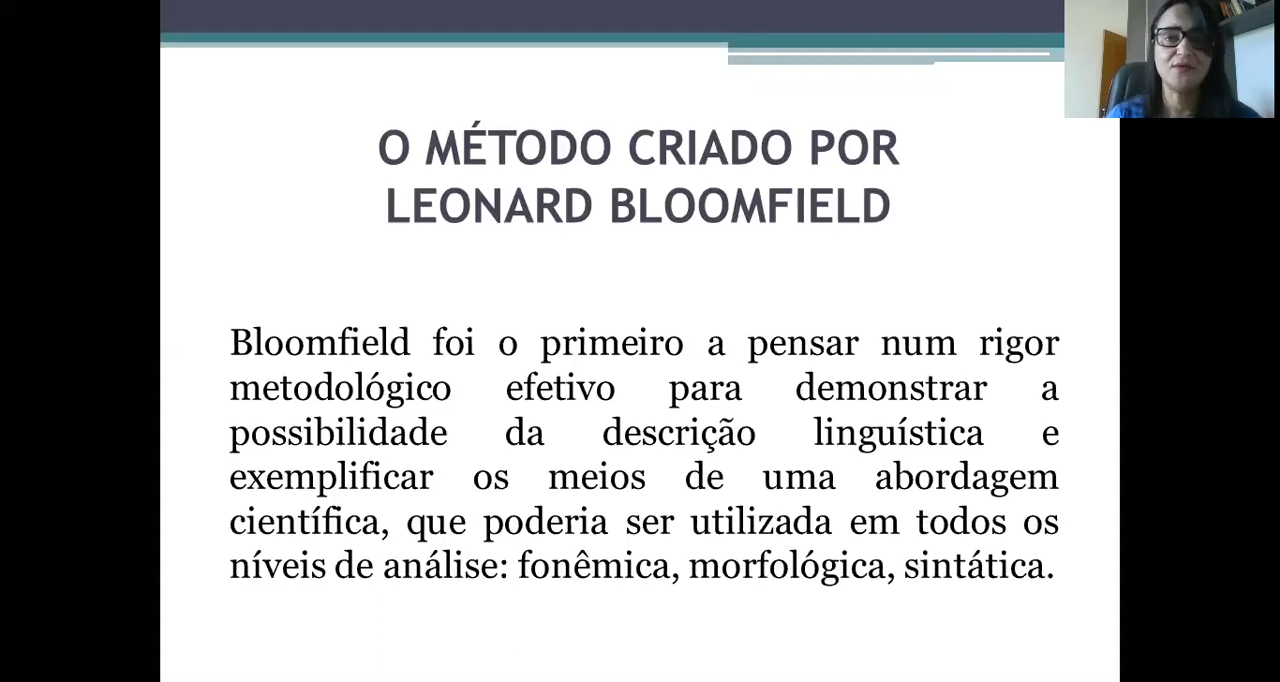 O MÉTODO CRIADO POR
LEONARD BLOOMFIELD
Bloomfield foi o primeiro a pensar num rigor
metodológico efetivo para demonstrar a
possibilidade da descrição linguística e
exemplificar os meios de uma abordagem
científica, que poderia ser utilizada em todos os
níveis de análise: fonêmica, morfológica, sintática.